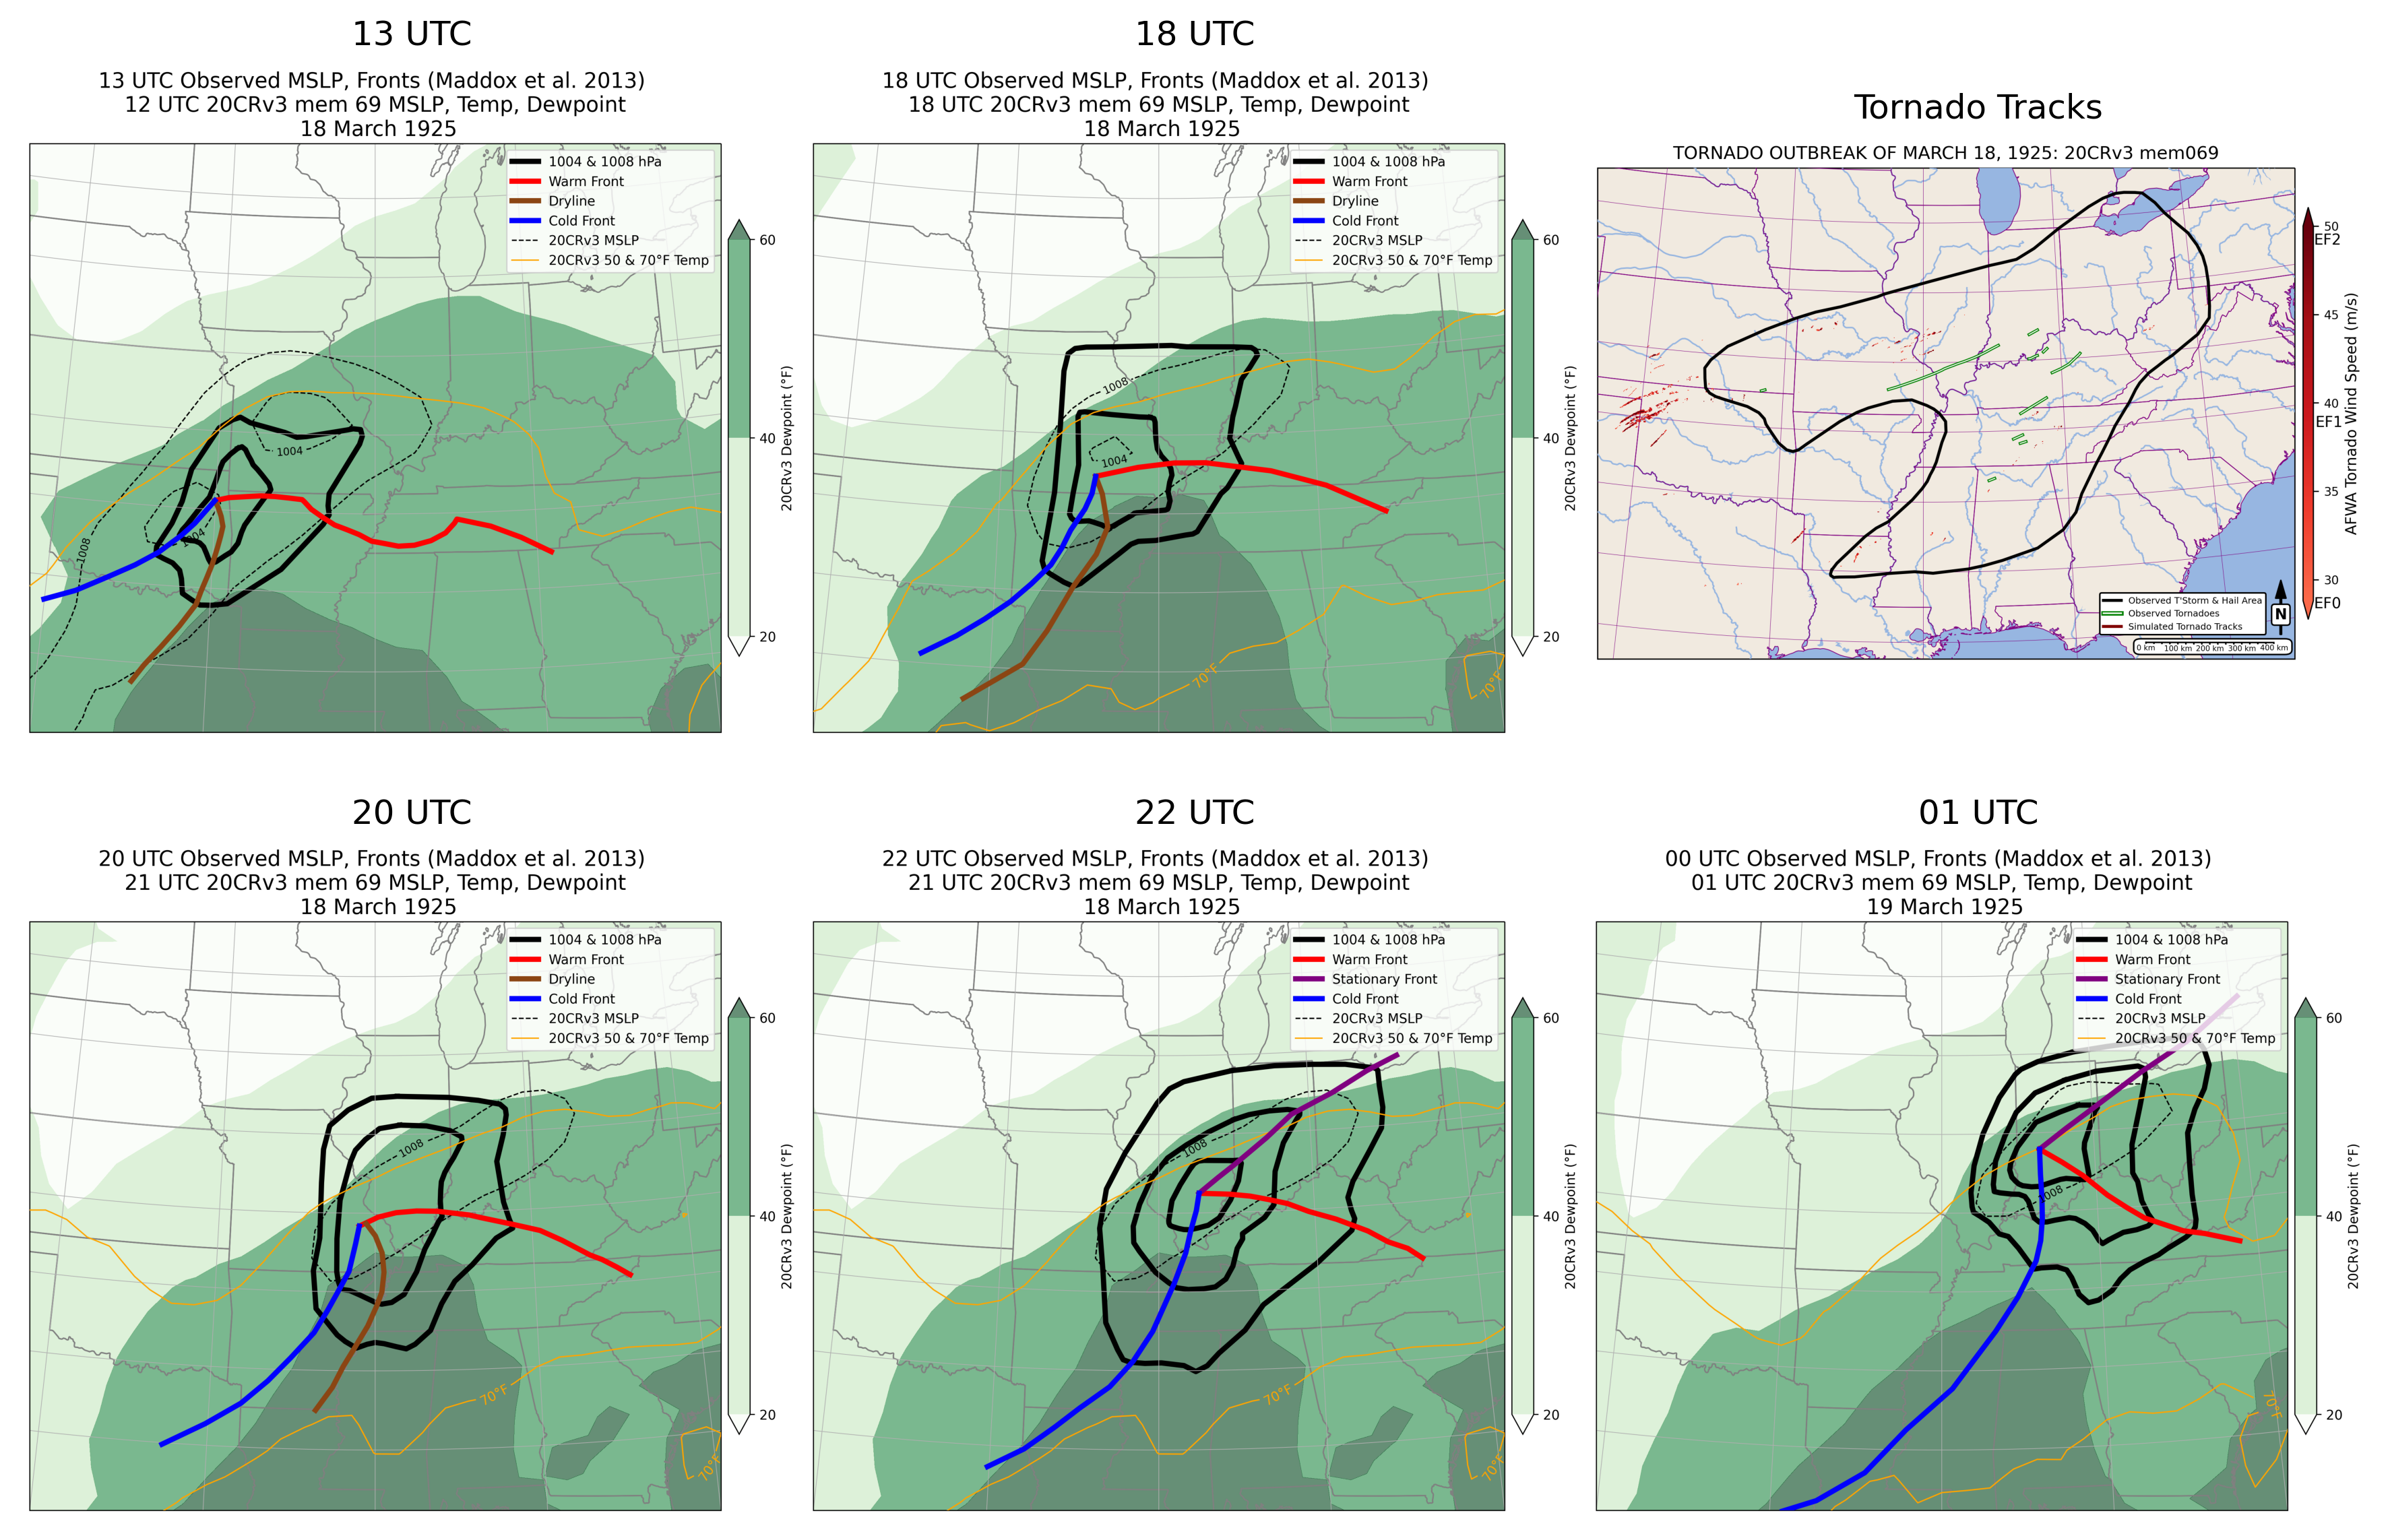 13 UTC
13 UTC Observed MSLP, Fronts (Maddox et al. 2013)
12 UTC 20CRv3 mem 69 MSLP, Temp, Dewpoint
18 March 1925
1004 & 1008 hPa
Warm Front
Dryline
Cold Front
20CRv3 MSLP
20CRv3 50 & 70°F Temp
1004
1004
1008
60
40
20
20CRv3 Dewpoint (°F)
18 UTC
18 UTC Observed MSLP, Fronts (Maddox et al. 2013)
18 UTC 20CRv3 mem 69 MSLP, Temp, Dewpoint
18 March 1925
1004 & 1008 hPa
Warm Front
Dryline
Cold Front
20CRv3 MSLP
20CRv3 50 & 70°F Temp
1008
1004
70°F
70°F
60
40
20
20CRv3 Dewpoint (°F)
Tornado Tracks
TORNADO OUTBREAK OF MARCH 18, 1925: 20CRv3 mem069
Observed T'Storm & Hail Area
Observed Tornadoes
Simulated Tornado Tracks
N
0 km 100 km 200 km 300 km 400 km
50
EF2
45
40
EF1
35
30
EF0
AFWA Tornado Wind Speed (m/s)
20 UTC
20 UTC Observed MSLP, Fronts (Maddox et al. 2013)
21 UTC 20CRv3 mem 69 MSLP, Temp, Dewpoint
18 March 1925
1004 & 1008 hPa
Warm Front
Dryline
Cold Front
20CRv3 MSLP
20CRv3 50 & 70°F Temp
1008
70°F
70°F
60
40
20
20CRv3 Dewpoint (°F)
22 UTC
22 UTC Observed MSLP, Fronts (Maddox et al. 2013)
21 UTC 20CRv3 mem 69 MSLP, Temp, Dewpoint
18 March 1925
1004 & 1008 hPa
Warm Front
Stationary Front
Cold Front
20CRv3 MSLP
20CRv3 50 & 70°F Temp
1008
70°F
70°F
60
40
20
20CRv3 Dewpoint (°F)
01 UTC
00 UTC Observed MSLP, Fronts (Maddox et al. 2013)
01 UTC 20CRv3 mem 69 MSLP, Temp, Dewpoint
19 March 1925
1004 & 1008 hPa
Warm Front
Stationary Front
Cold Front
20CRv3 MSLP
20CRv3 50 & 70°F Temp
1008
70°F
60
40
20
20CRv3 Dewpoint (°F)